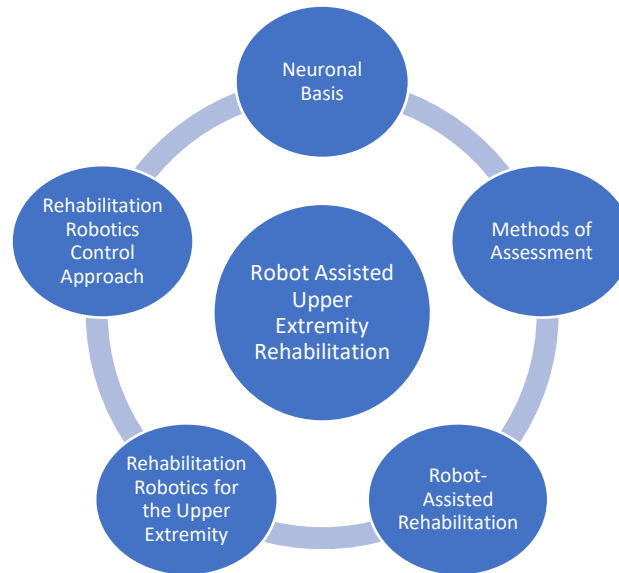 Neuronal
Basis
Methods of
Assessment
Robot-
Assisted
Rehabilitation
Rehabilitation
Robotics for
the Upper
Extremity
Rehabilitation
Robotics
Control
Approach
Robot Assisted
Upper
Extremity
Rehabilitation